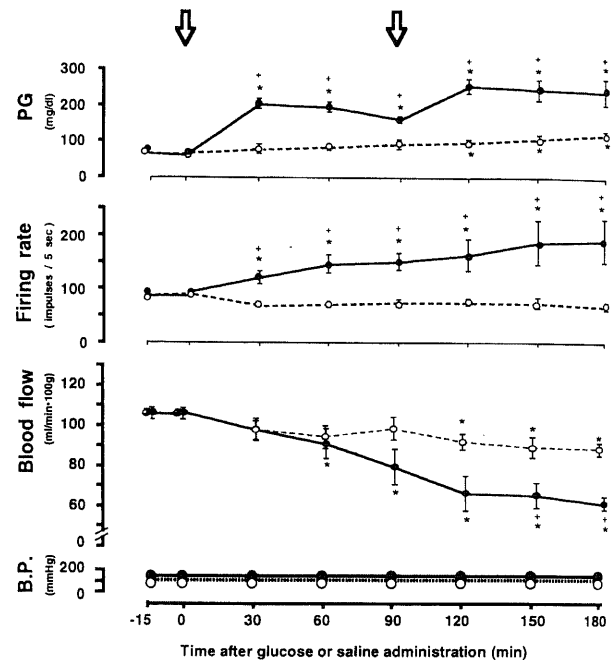 PG
(mg/dl)
300
200
100
0
Firing rate
( impulses / 5 sec )
200
100
0
Blood flow
(ml/min·100g)
120
100
80
60
0
B.P.
(mmHg)
200
0
-15 0 30 60 90 120 150 180
Time after glucose or saline administration (min)